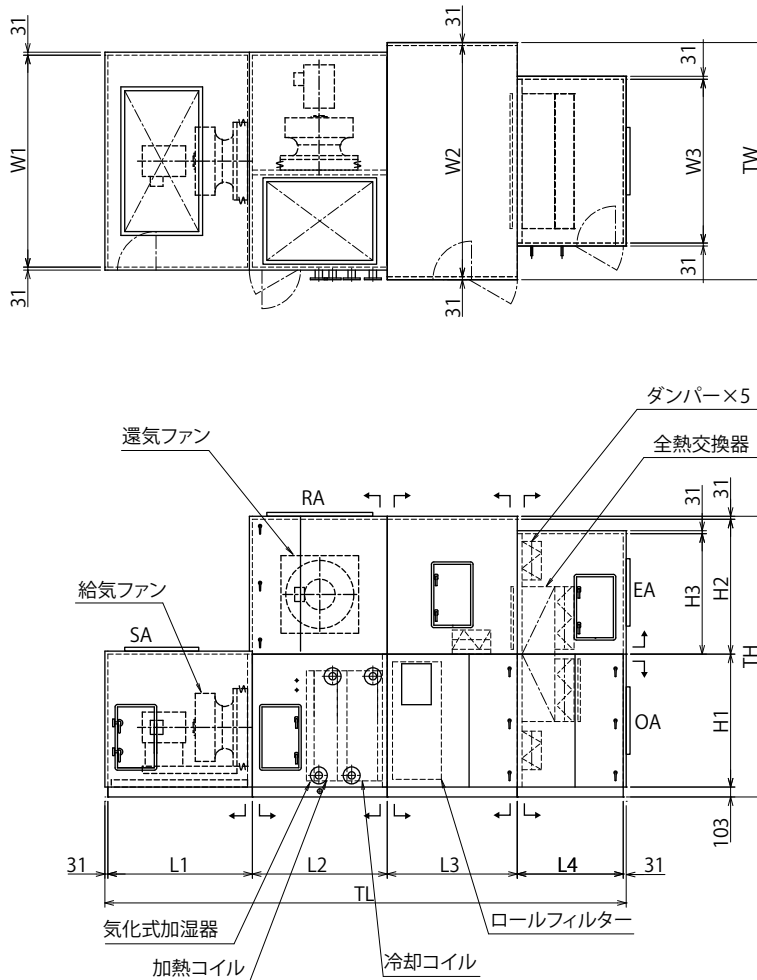 31
31
31
W1
W2
W3
TW
31
31
31
ダンパー×5
全熱交換器
還気ファン
RA
31
31
給気ファン
SA
EA
H3
H2
TH
OA
H1
103
31
L1
L2
L3
L4
31
TL
気化式加湿器
ロールフィルター
加熱コイル
冷却コイル